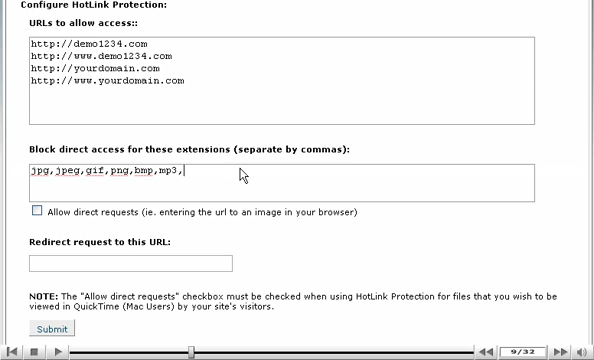 Configure HotLink Protection:
URLs to allow access::
http://demo1234.com
http://www.demo1234.com
http://yourdomain.com
http://www.yourdomain.com
Block direct access for these extensions (separate by commas):
jpg,jpeg,gif,png,bmp,mp3,
Allow direct requests (ie. entering the url to an image in your browser)
Redirect request to this URL:
NOTE: The "Allow direct requests" checkbox must be checked when using HotLink Protection for files that you wish to be
viewed in QuickTime (Mac Users) by your site's visitors.
Submit
9/32